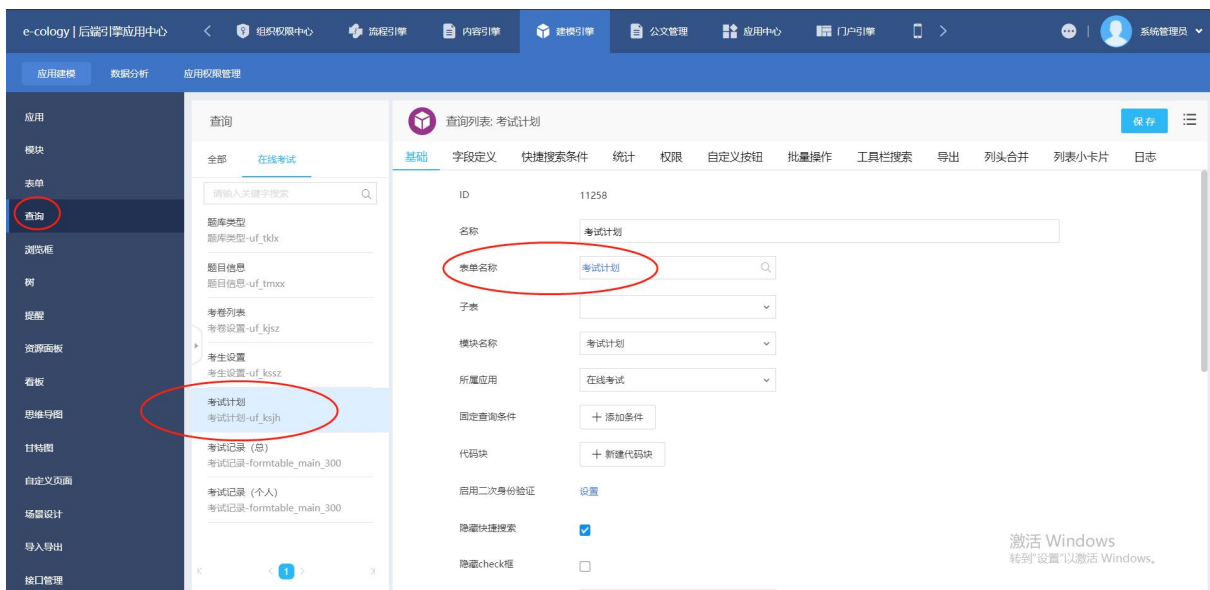 e-cology | 后端引擎应用中心 组织权限中心 流程引擎 内容引擎 建模引擎 公文管理 应用中心 门户引擎 系统管理员
应用建模 数据分析 应用权限管理
应用
模块
表单
查询
浏览框
树
提醒
资源面板
看板
思维导图
甘特图
自定义页面
场景设计
导入导出
接口管理
查询
全部 在线考试
请输入关键字搜索
题库类型
题库类型-uf_tklx
题目信息
题目信息-uf_tmxx
考卷列表
考卷设置-uf_kjsz
考生设置
考生设置-uf_kssz
考试计划
考试计划-uf_ksjh
考试记录（总）
考试记录-formtable_main_300
考试记录（个人）
考试记录-formtable_main_300
1
查询列表: 考试计划 保存
基础 字段定义 快捷搜索条件 统计 权限 自定义按钮 批量操作 工具栏搜索 导出 列头合并 列表小卡片 日志
ID 11258
名称 考试计划
表单名称 考试计划
子表
模块名称 考试计划
所属应用 在线考试
固定查询条件 添加条件
代码块 新建代码块
启用二次身份验证 设置
隐藏快捷搜索
隐藏check框
激活 Windows
转到"设置"以激活 Windows。